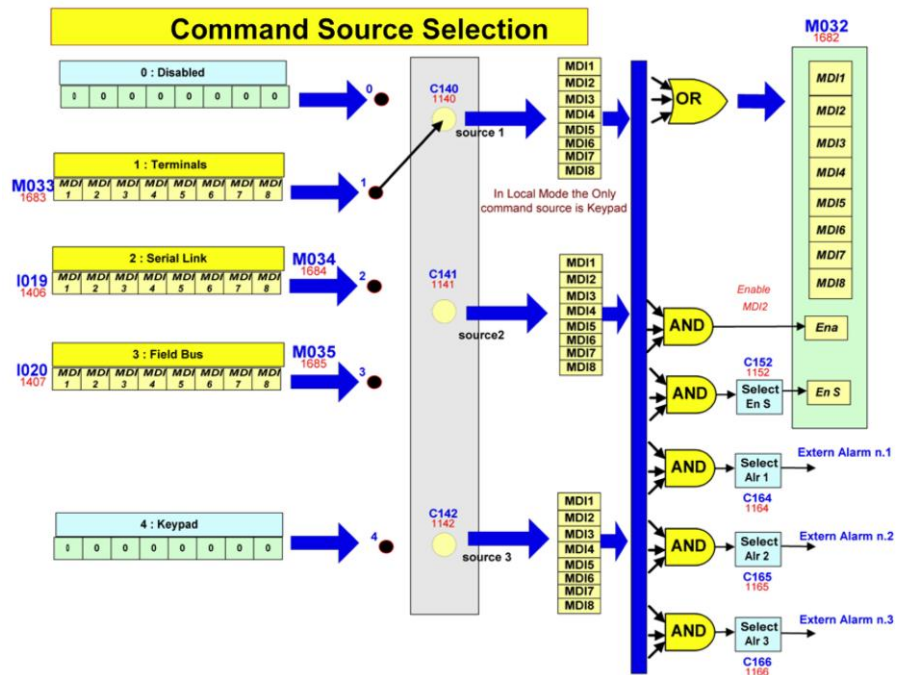 Command Source Selection
M032
1682
0 : Disabled
0 0 0 0 0 0 0 0
0
C140
1140
source 1
MDI1
MDI2
MDI3
MDI4
MDI5
MDI6
MDI7
MDI8
OR
MDI1
MDI2
MDI3
MDI4
MDI5
MDI6
MDI7
MDI8
1 : Terminals
M033
1683
MDI 1 MDI 2 MDI 3 MDI 4 MDI 5 MDI 6 MDI 7 MDI 8
1
In Local Mode the Only
command source is Keypad
2 : Serial Link
M034
1684
I019
1406
MDI 1 MDI 2 MDI 3 MDI 4 MDI 5 MDI 6 MDI 7 MDI 8
2
C141
1141
source2
MDI1
MDI2
MDI3
MDI4
MDI5
MDI6
MDI7
MDI8
AND
Enable
MDI2
Ena
3 : Field Bus
M035
1685
I020
1407
MDI 1 MDI 2 MDI 3 MDI 4 MDI 5 MDI 6 MDI 7 MDI 8
3
AND
C152
1152
Select
En S
En S
AND
Select
Alr 1
Extern Alarm n.1
C164
1164
4 : Keypad
0 0 0 0 0 0 0 0
4
C142
1142
source 3
MDI1
MDI2
MDI3
MDI4
MDI5
MDI6
MDI7
MDI8
AND
Select
Alr 2
Extern Alarm n.2
C165
1165
AND
Select
Alr 3
Extern Alarm n.3
C166
1166